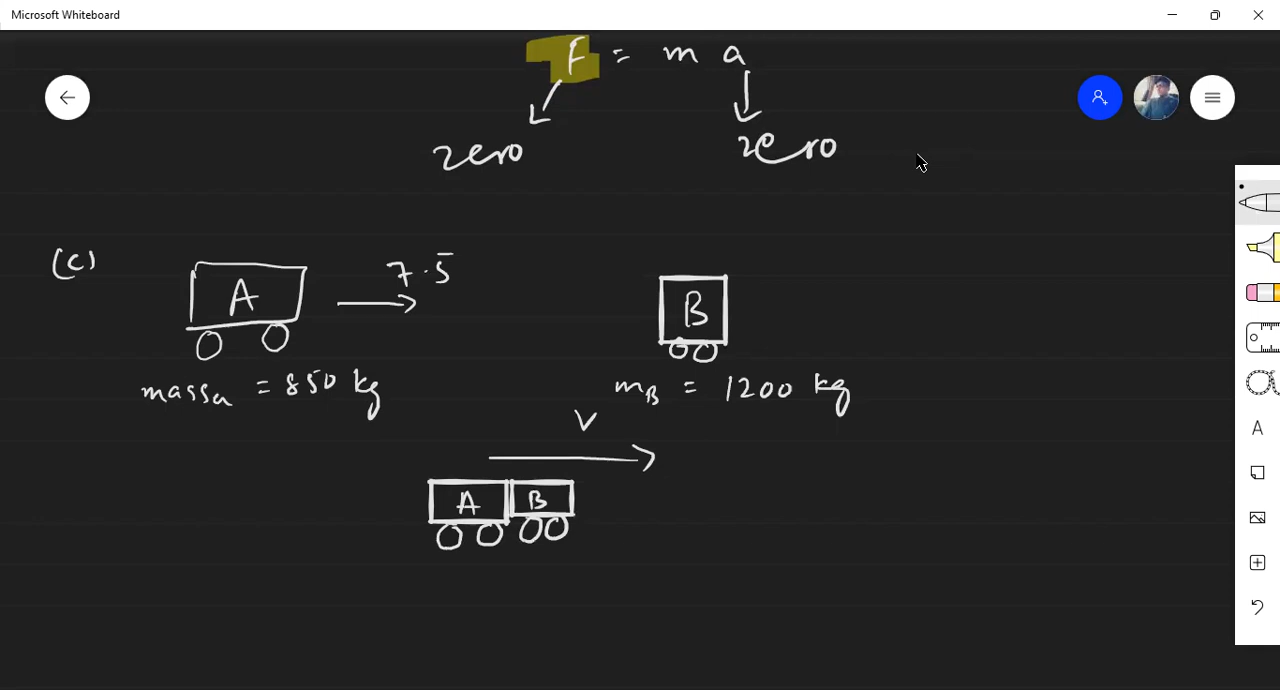 Microsoft Whiteboard
F = m a
zero zero
(c) A 7.5 B
massa = 850 kg mB = 1200 kg
V
A B
A